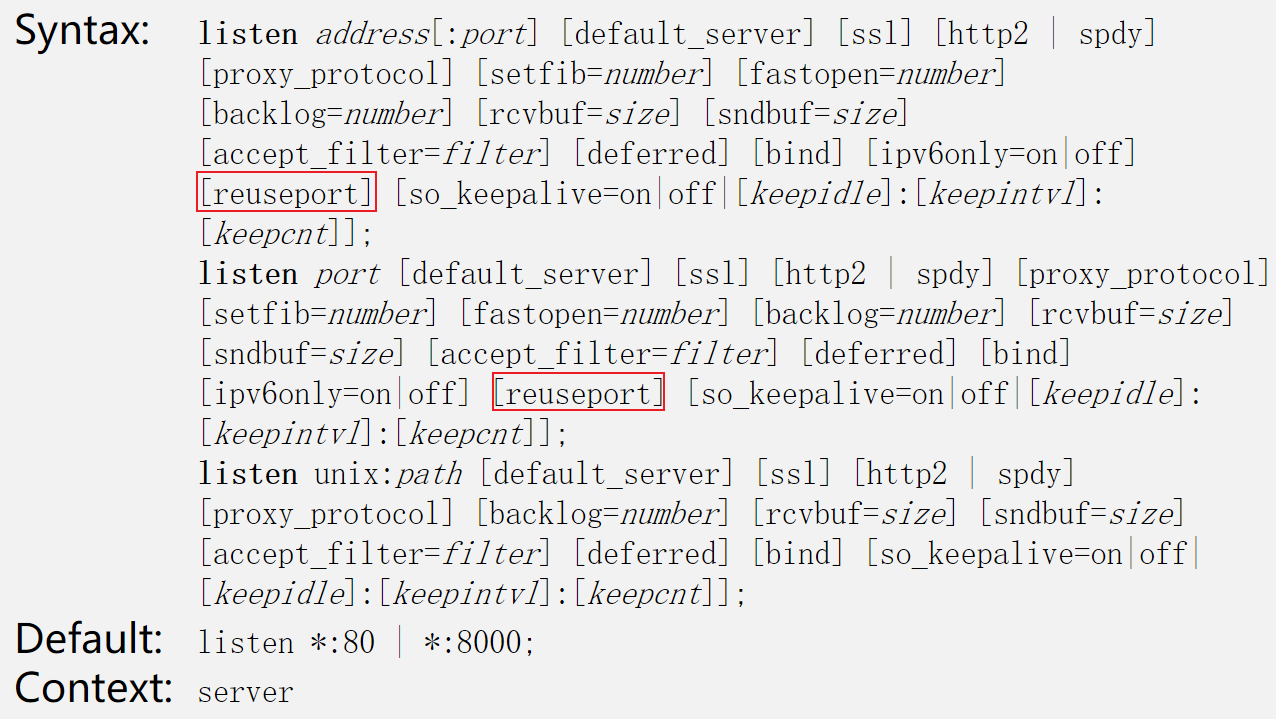 Syntax: listen address[:port] [default_server] [ssl] [http2 | spdy]
[proxy_protocol] [setfib=number] [fastopen=number]
[backlog=number] [rcvbuf=size] [sndbuf=size]
[accept_filter=filter] [deferred] [bind] [ipv6only=on|off]
[reuseport] [so_keepalive=on|off|[keepidle]:[keepintvl]:
[keepcnt]];
listen port [default_server] [ssl] [http2 | spdy] [proxy_protocol]
[setfib=number] [fastopen=number] [backlog=number] [rcvbuf=size]
[sndbuf=size] [accept_filter=filter] [deferred] [bind]
[ipv6only=on|off] [reuseport] [so_keepalive=on|off|[keepidle]:
[keepintvl]:[keepcnt]];
listen unix:path [default_server] [ssl] [http2 | spdy]
[proxy_protocol] [backlog=number] [rcvbuf=size] [sndbuf=size]
[accept_filter=filter] [deferred] [bind] [so_keepalive=on|off|
[keepidle]:[keepintvl]:[keepcnt]];
Default: listen *:80 | *:8000;
Context: server